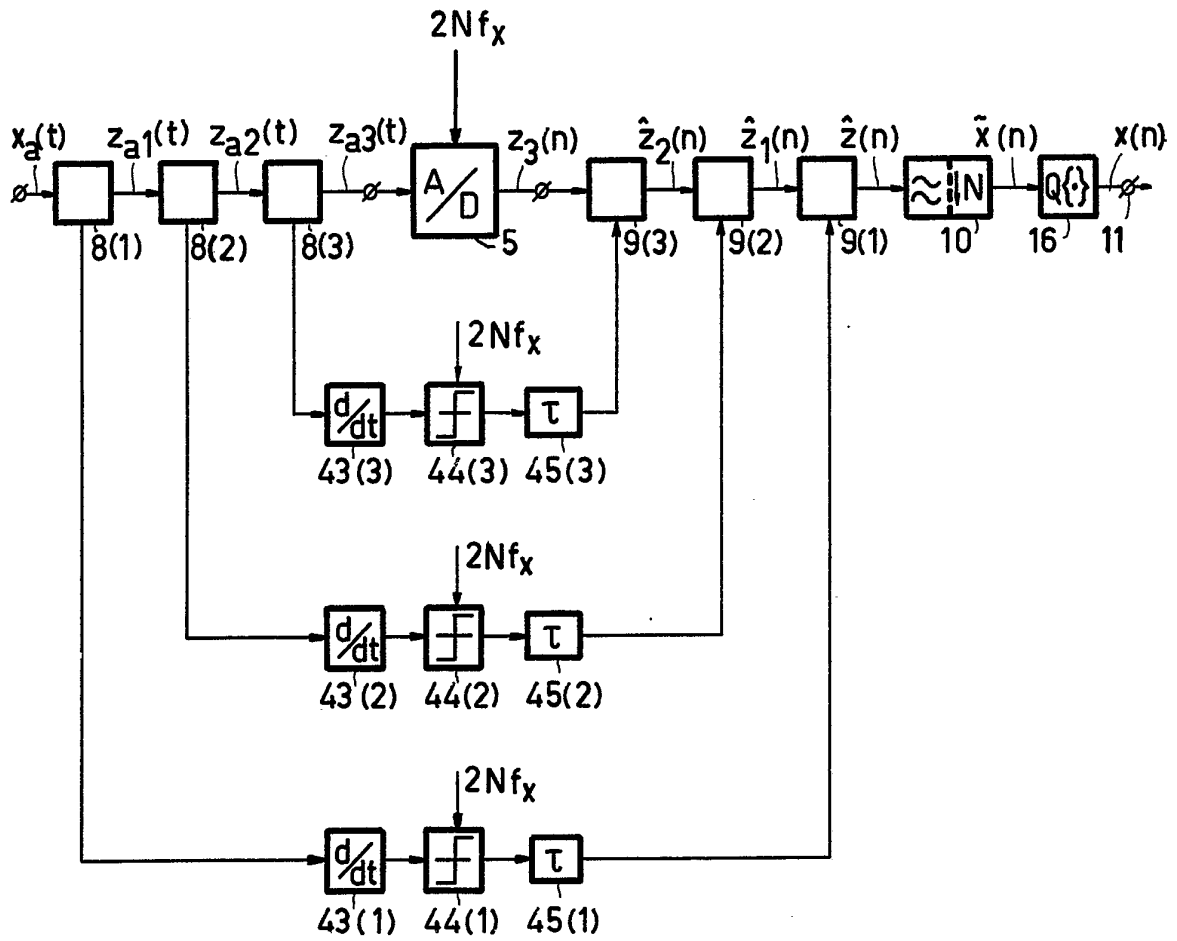 2Nfₓ
xₐ(t) zₐ₁(t) zₐ₂(t) zₐ₃(t) z₃(n) ẑ₂(n) ẑ₁(n) ẑ(n) x̃(n) x(n)
A/D ≈ ↓N Q{·}
8(1) 8(2) 8(3) 5 9(3) 9(2) 9(1) 10 16 11
2Nfₓ
d/dt τ
43(3) 44(3) 45(3)
2Nfₓ
d/dt τ
43(2) 44(2) 45(2)
2Nfₓ
d/dt τ
43(1) 44(1) 45(1)